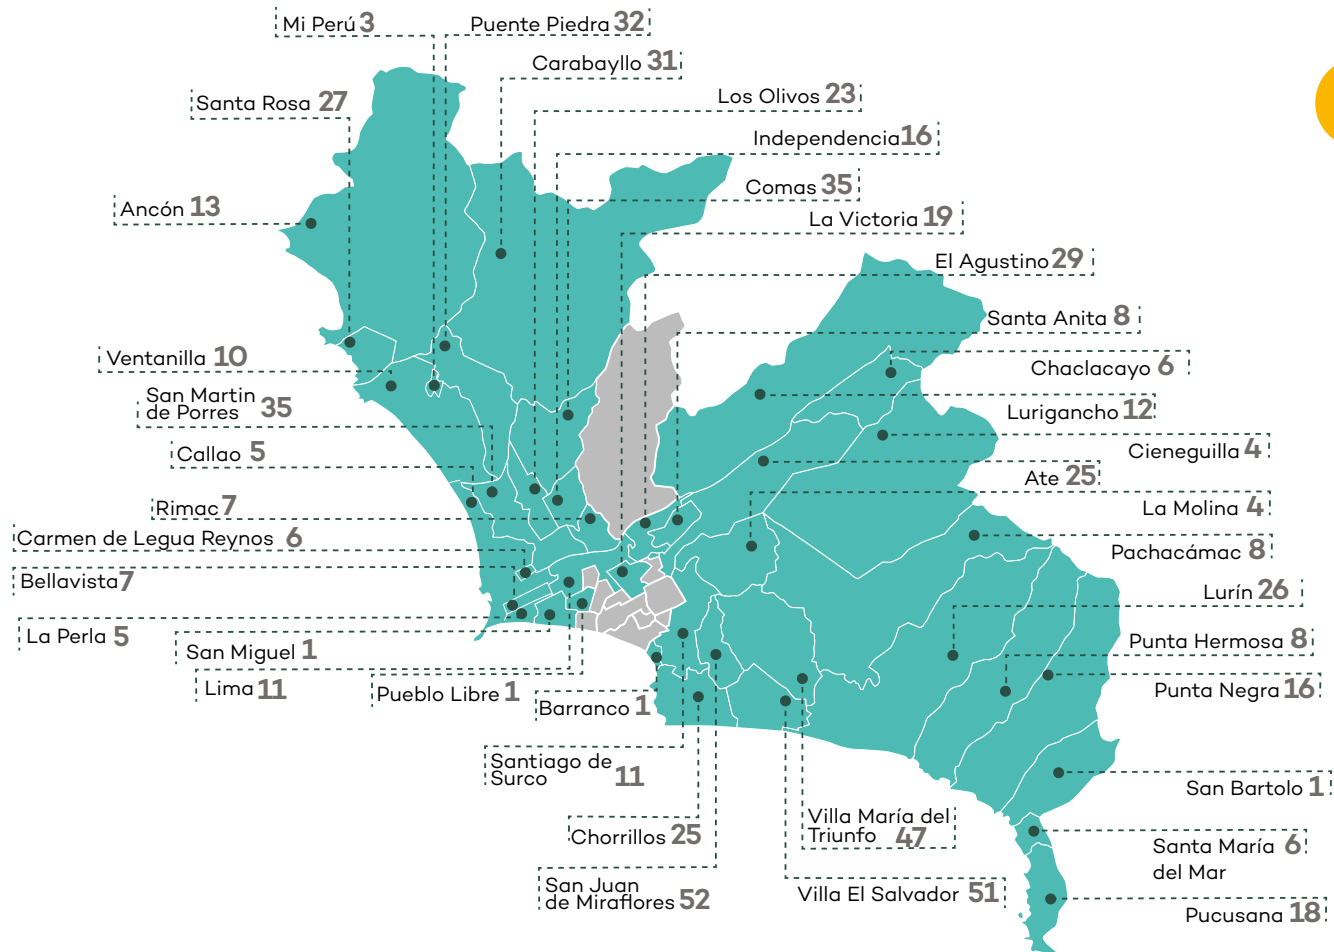 Mi Perú 3
Puente Piedra 32
Carabayllo 31
Santa Rosa 27
Los Olivos 23
Independencia 16
Comas 35
Ancón 13
La Victoria 19
El Agustino 29
Santa Anita 8
Ventanilla 10
Chaclacayo 6
San Martin
de Porres 35
Lurigancho 12
Callao 5
Cieneguilla 4
Ate 25
Rimac 7
La Molina 4
Carmen de Legua Reynos 6
Pachacámac 8
Bellavista 7
Lurín 26
La Perla 5
San Miguel 1
Punta Hermosa 8
Lima 11
Pueblo Libre 1
Barranco 1
Punta Negra 16
Santiago de
Surco 11
San Bartolo 1
Chorrillos 25
Villa María del
Triunfo 47
Santa María 6
del Mar
San Juan
de Miraflores 52
Villa El Salvador 51
Pucusana 18